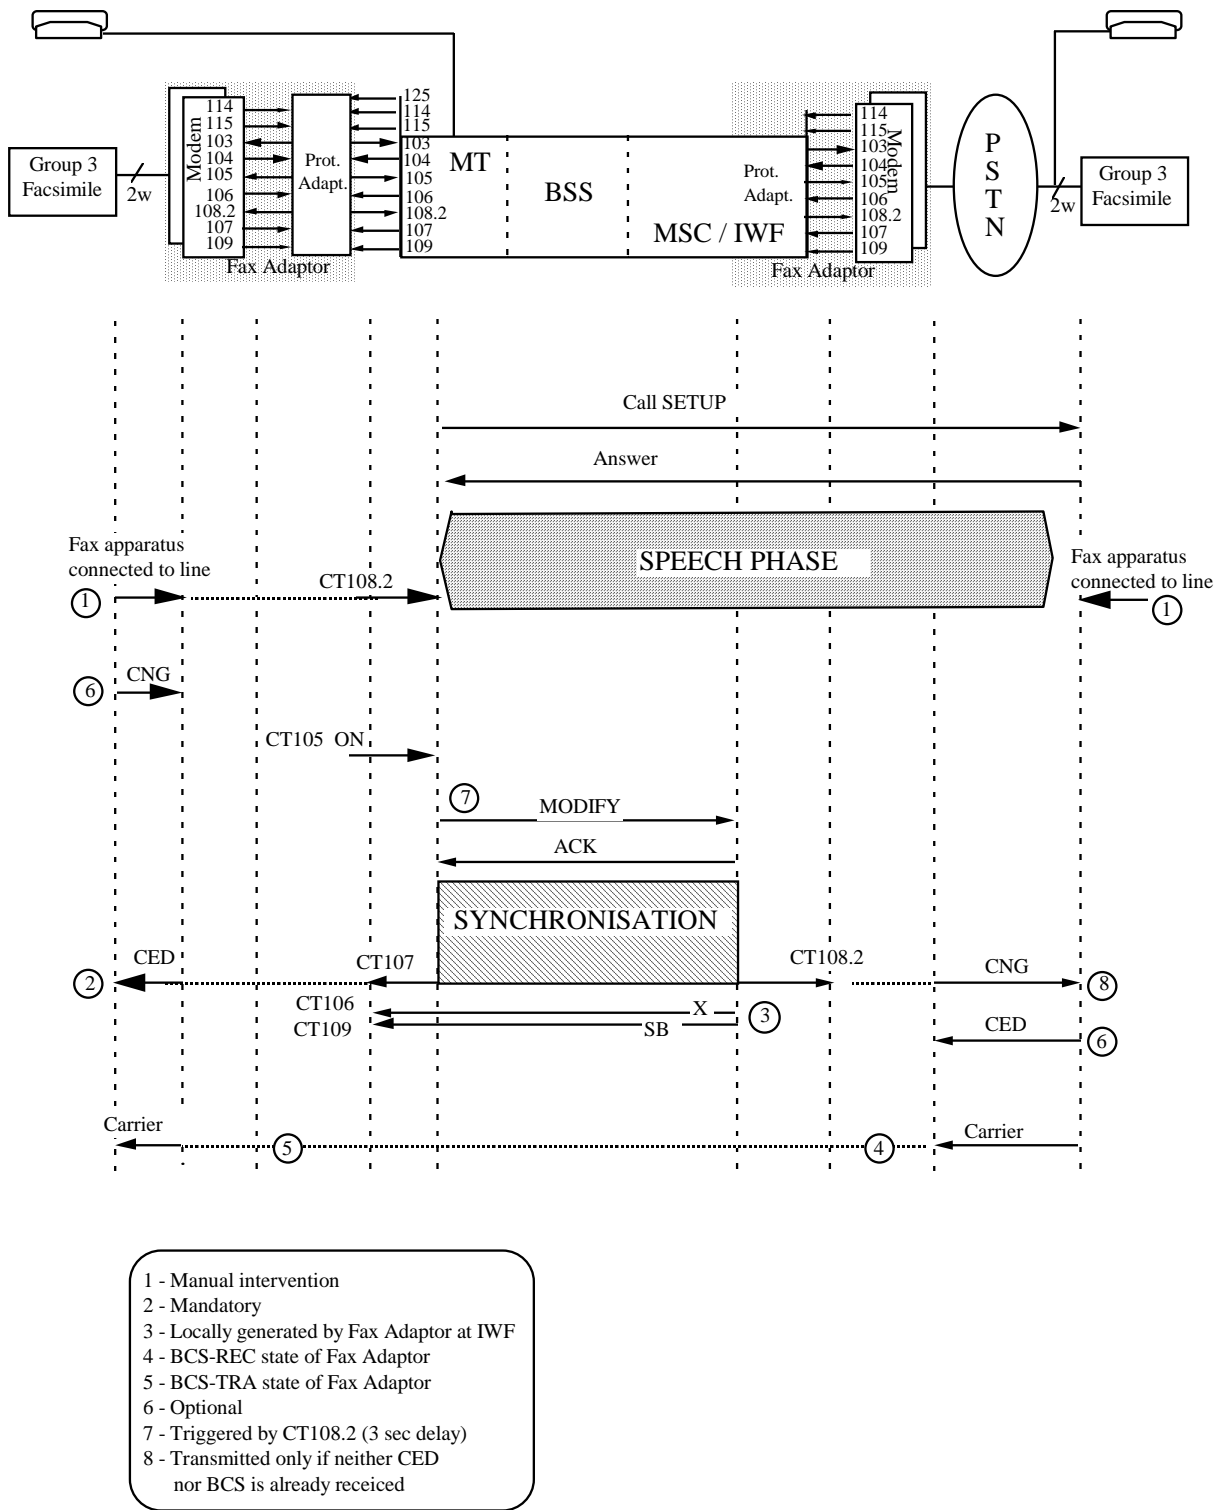 114
115
103
104
105
106
108.2
107
109
Modem
Prot.
Adapt.
Fax Adaptor
125
114
115
103
104
105
106
108.2
107
109
MT
BSS
MSC / IWF
Prot.
Adapt.
Fax Adaptor
114
115
103
104
105
106
108.2
107
109
Modem
P
S
T
N
Group 3
Facsimile
2w
2w
Group 3
Facsimile
Call SETUP
Answer
SPEECH PHASE
Fax apparatus
connected to line
1
CT108.2
Fax apparatus
connected to line
1
6
CNG
CT105 ON
7
MODIFY
ACK
SYNCHRONISATION
2
CED
CT107
CT108.2
CNG
8
CT106
X
3
CT109
SB
CED
6
Carrier
5
4
Carrier
1 - Manual intervention
2 - Mandatory
3 - Locally generated by Fax Adaptor at IWF
4 - BCS-REC state of Fax Adaptor
5 - BCS-TRA state of Fax Adaptor
6 - Optional
7 - Triggered by CT108.2 (3 sec delay)
8 - Transmitted only if neither CED
nor BCS is already receiced